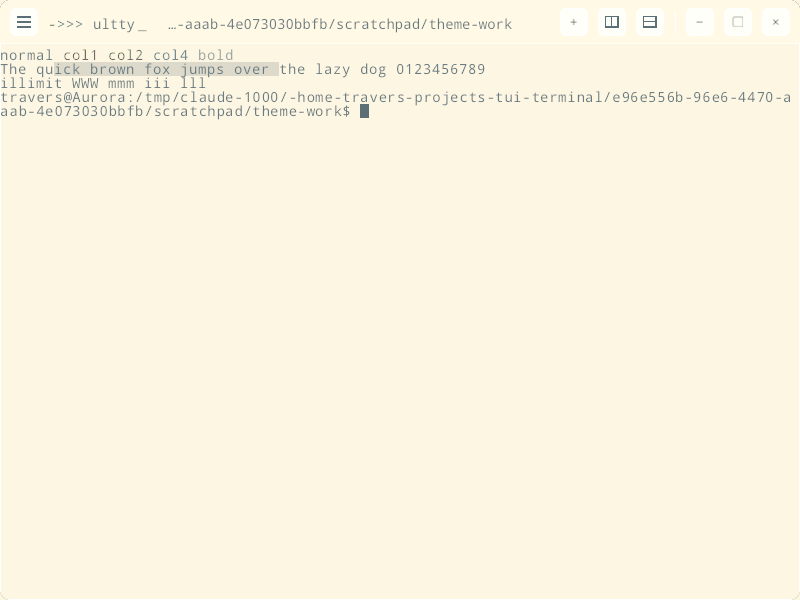 ->>> ultty_ …-aaab-4e073030bbfb/scratchpad/theme-work
normal col1 col2 col4 bold
The quick brown fox jumps over the lazy dog 0123456789
illimit WWW mmm iii lll
travers@Aurora:/tmp/claude-1000/-home-travers-projects-tui-terminal/e96e556b-96e6-4470-a
aab-4e073030bbfb/scratchpad/theme-work$